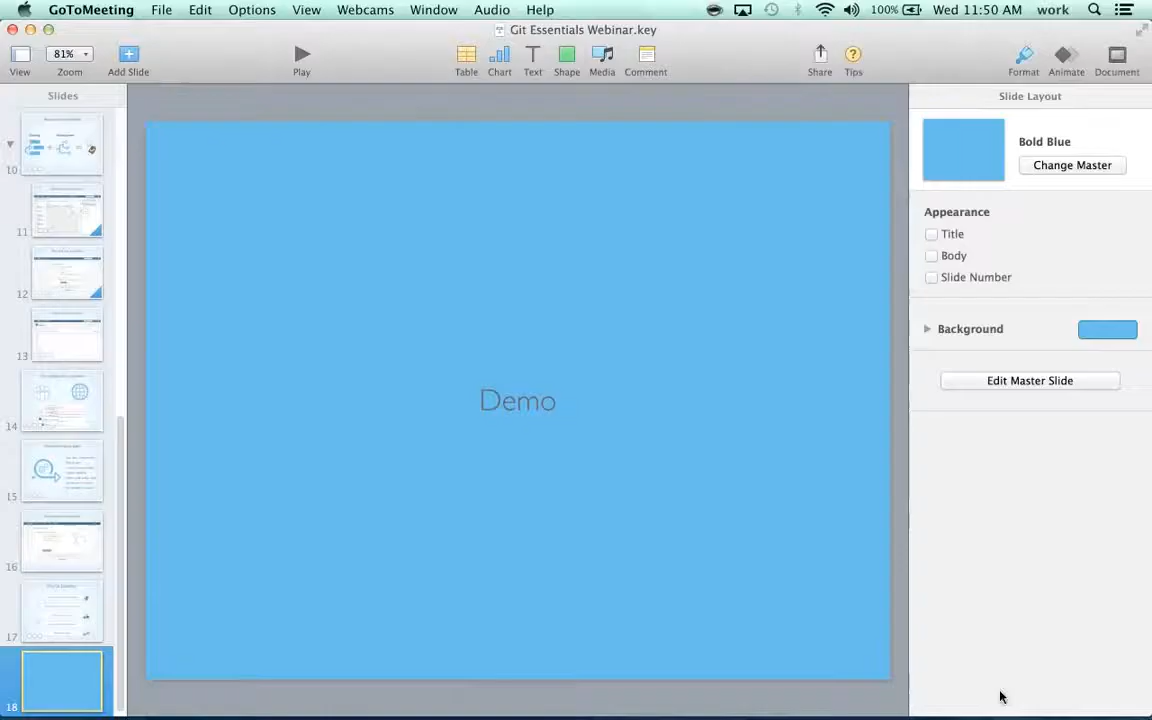 GoToMeeting File Edit Options View Webcams Window Audio Help 100% Wed 11:50 AM work
Git Essentials Webinar.key
81%
View Zoom Add Slide Play Table Chart Text Shape Media Comment Share Tips Format Animate Document
Slides
Slide Layout
Bold Blue
Change Master
Appearance
Title
Body
Slide Number
Background
Edit Master Slide
Demo
10
11
12
13
14
15
16
17
18